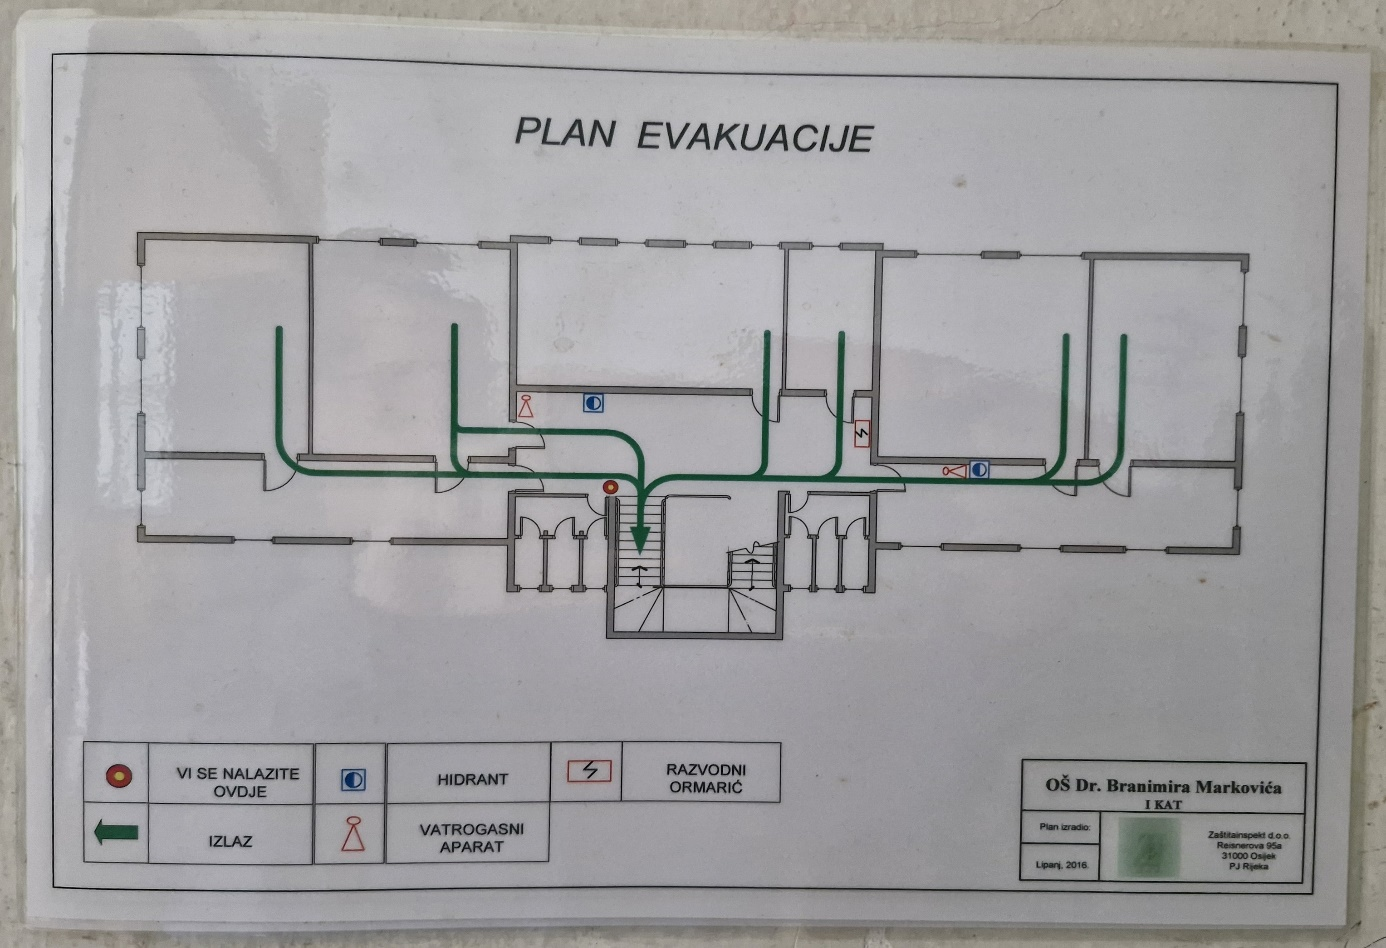 PLAN EVAKUACIJE
VI SE NALAZITE
OVDJE
HIDRANT
RAZVODNI
ORMARIĆ
IZLAZ
VATROGASNI
APARAT
OŠ Dr. Branimira Markovića
I KAT
Plan izradio:
Zaštitainspekt d.o.o.
Reisnerova 95a
31000 Osijek
PJ Rijeka
Lipanj, 2016.